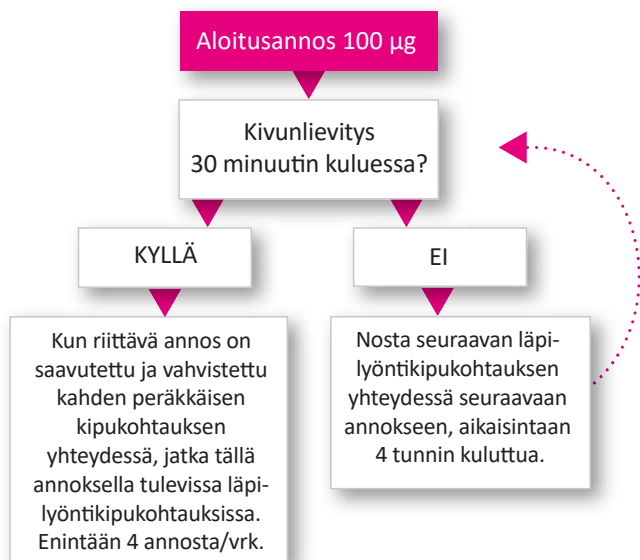 Aloitusannos 100 µg
Kivunlievitys
30 minuutin kuluessa?
KYLLÄ
EI
Kun riittävä annos on
saavutettu ja vahvistettu
kahden peräkkäisen
kipukohtauksen
yhteydessä, jatka tällä
annoksella tulevissa läpi-
lyöntikipukohtauksissa.
Enintään 4 annosta/vrk.
Nosta seuraavan läpi-
lyöntikipukohtauksen
yhteydessä seuraavaan
annokseen, aikaisintaan
4 tunnin kuluttua.